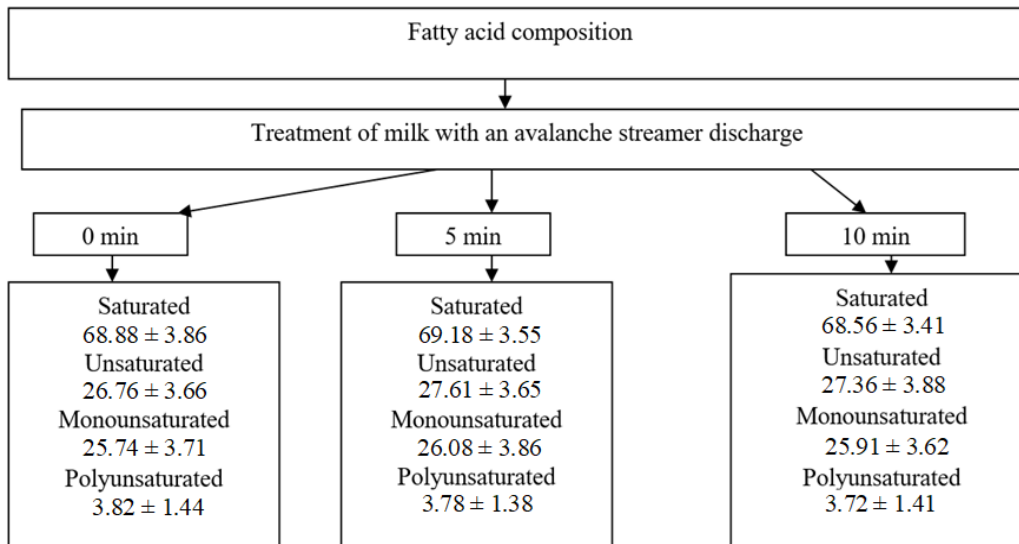 Fatty acid composition
Treatment of milk with an avalanche streamer discharge
0 min
5 min
10 min
Saturated
68.88 ± 3.86
Unsaturated
26.76 ± 3.66
Monounsaturated
25.74 ± 3.71
Polyunsaturated
3.82 ± 1.44
Saturated
69.18 ± 3.55
Unsaturated
27.61 ± 3.65
Monounsaturated
26.08 ± 3.86
Polyunsaturated
3.78 ± 1.38
Saturated
68.56 ± 3.41
Unsaturated
27.36 ± 3.88
Monounsaturated
25.91 ± 3.62
Polyunsaturated
3.72 ± 1.41